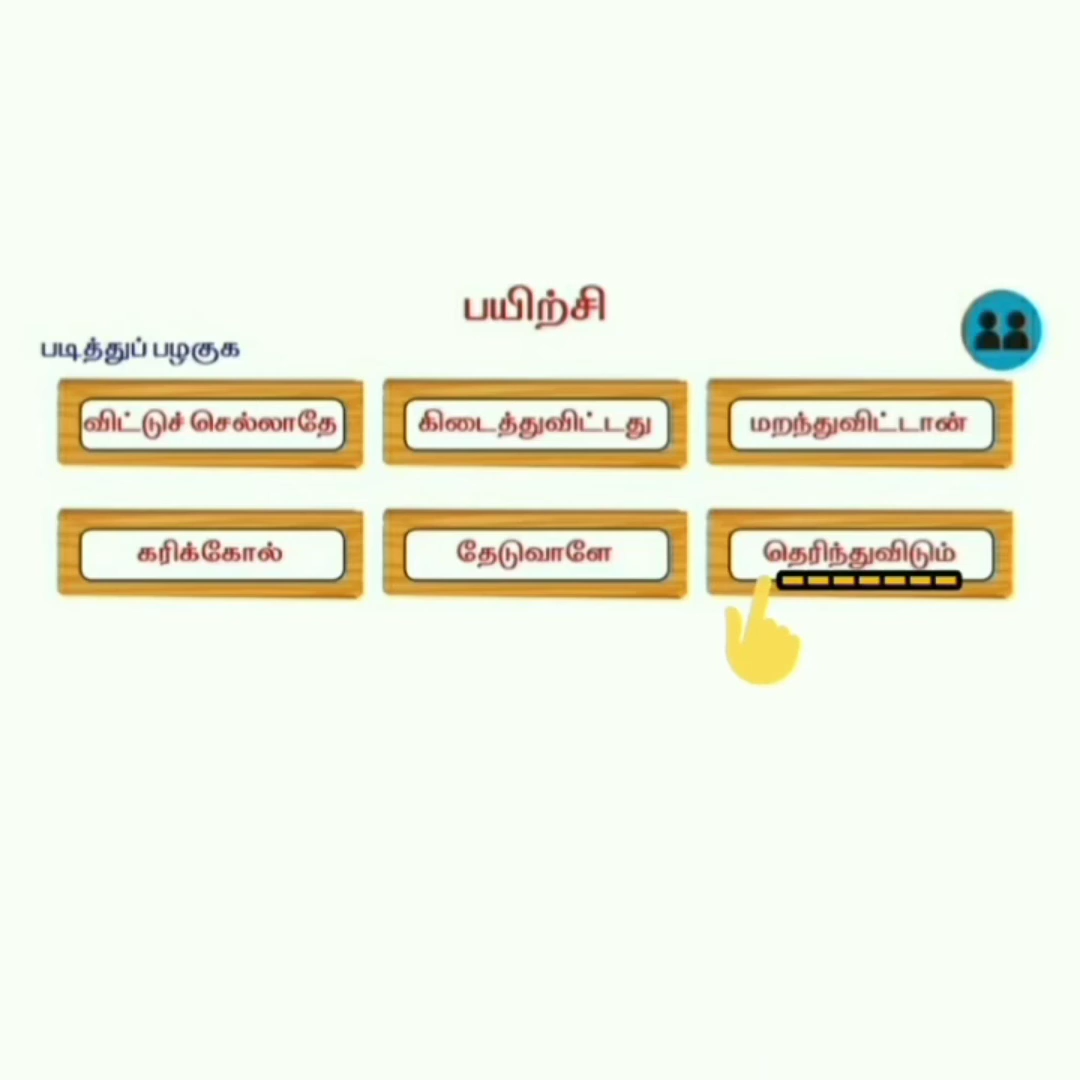 பயிற்சி
படித்துப் பழகுக
விட்டுச் செல்லாதே கிடைத்துவிட்டது மறந்துவிட்டான்
கரிக்கோல் தேடுவாளே தெரிந்துவிடும்